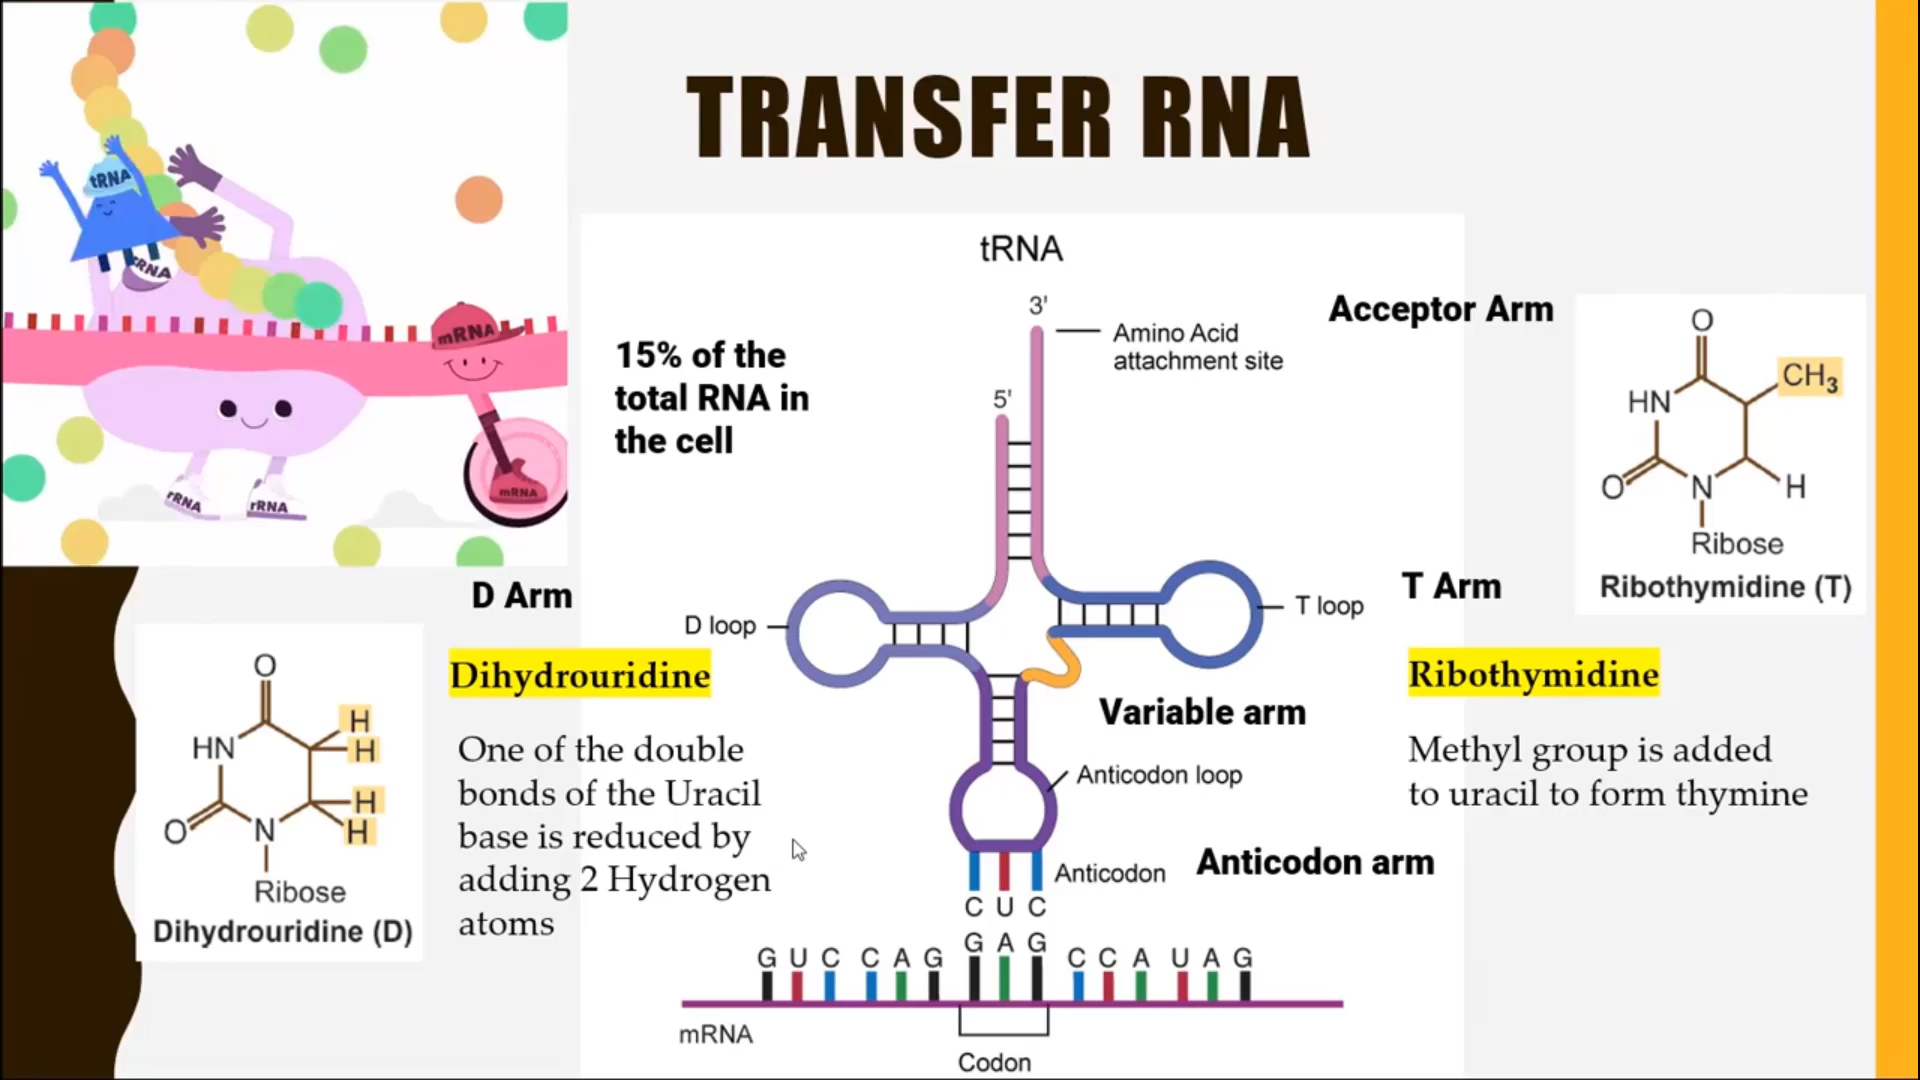 TRANSFER RNA
tRNA
tRNA
mRNA
mRNA
rRNA
rRNA
15% of the
total RNA in
the cell
tRNA
3'
Amino Acid
attachment site
5'
Acceptor Arm
O
CH3
HN
O
N
H
Ribose
Ribothymidine (T)
D Arm
D loop
T loop
T Arm
Dihydrouridine
One of the double
bonds of the Uracil
base is reduced by
adding 2 Hydrogen
atoms
O
H
H
HN
H
H
O
N
Ribose
Dihydrouridine (D)
Variable arm
Ribothymidine
Methyl group is added
to uracil to form thymine
Anticodon loop
Anticodon
Anticodon arm
C U C
G U C C A G G A G C C A U A G
mRNA
Codon